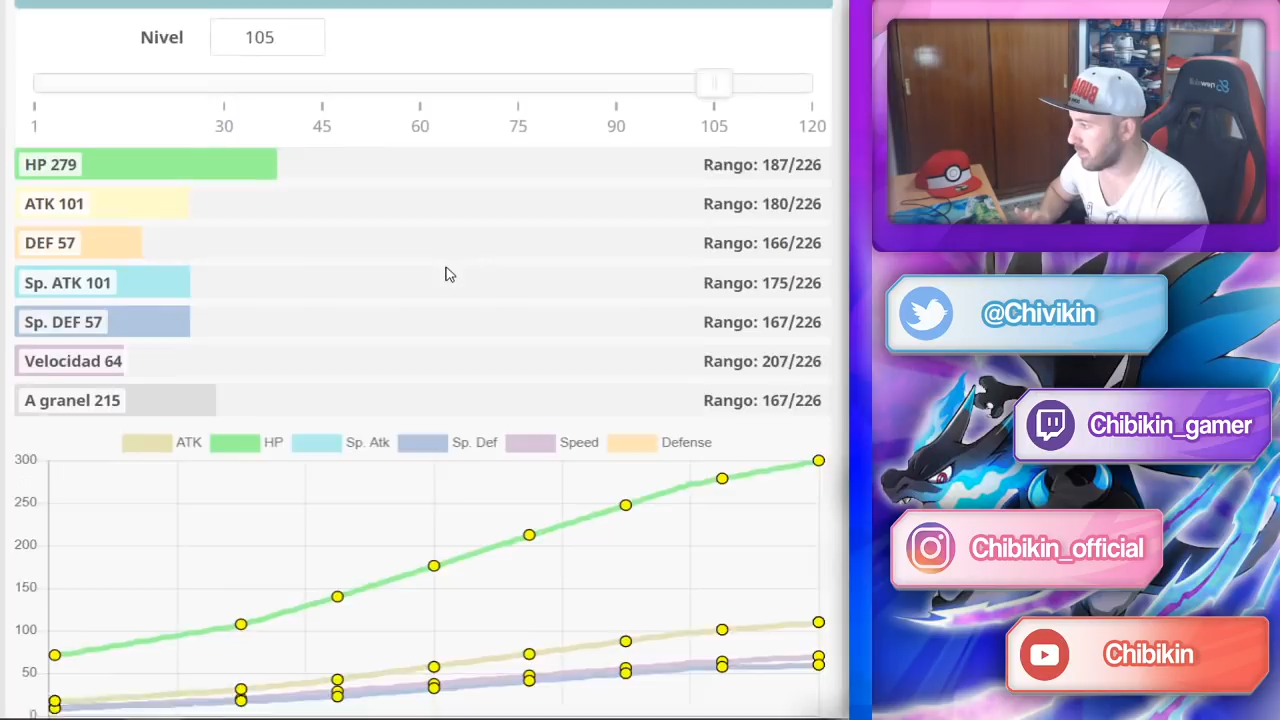 Nivel 105
1 30 45 60 75 90 105 120
HP 279 Rango: 187/226
ATK 101 Rango: 180/226
DEF 57 Rango: 166/226
Sp. ATK 101 Rango: 175/226
Sp. DEF 57 Rango: 167/226
Velocidad 64 Rango: 207/226
A granel 215 Rango: 167/226
ATK HP Sp. Atk Sp. Def Speed Defense
300
250
200
150
100
50
0
@Chivikin
Chibikin_gamer
Chibikin_official
Chibikin